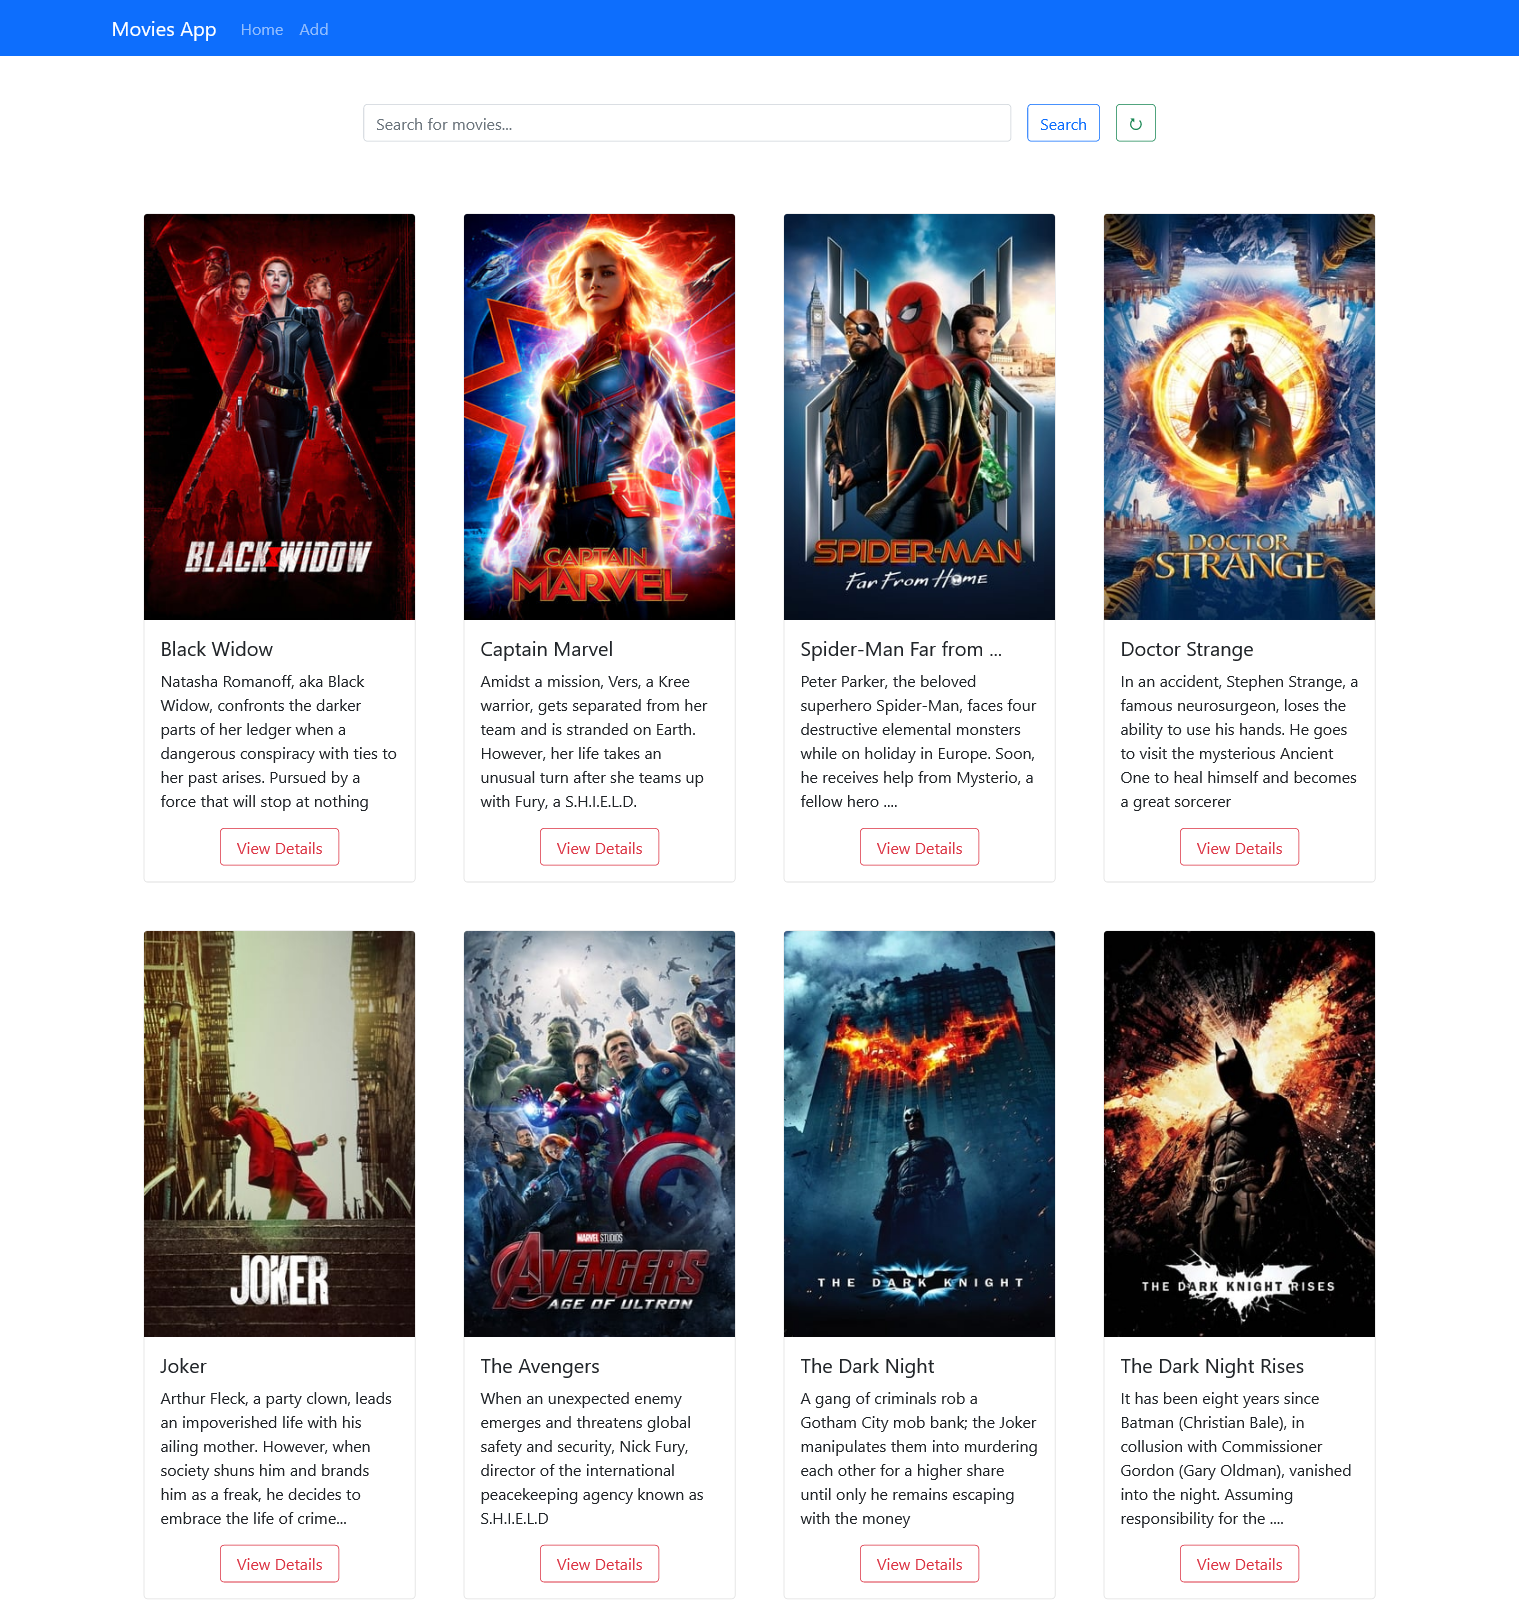 Movies App Home Add
Search for movies... Search ↻
BLACK WIDOW
CAPTAIN
MARVEL
SPIDER-MAN
Far From Home
DOCTOR
STRANGE
Black Widow
Natasha Romanoff, aka Black
Widow, confronts the darker
parts of her ledger when a
dangerous conspiracy with ties to
her past arises. Pursued by a
force that will stop at nothing
View Details
Captain Marvel
Amidst a mission, Vers, a Kree
warrior, gets separated from her
team and is stranded on Earth.
However, her life takes an
unusual turn after she teams up
with Fury, a S.H.I.E.L.D.
View Details
Spider-Man Far from ...
Peter Parker, the beloved
superhero Spider-Man, faces four
destructive elemental monsters
while on holiday in Europe. Soon,
he receives help from Mysterio, a
fellow hero ....
View Details
Doctor Strange
In an accident, Stephen Strange, a
famous neurosurgeon, loses the
ability to use his hands. He goes
to visit the mysterious Ancient
One to heal himself and becomes
a great sorcerer
View Details
JOKER
MARVEL STUDIOS
AVENGERS
AGE OF ULTRON
THE DARK KNIGHT
THE DARK KNIGHT RISES
Joker
Arthur Fleck, a party clown, leads
an impoverished life with his
ailing mother. However, when
society shuns him and brands
him as a freak, he decides to
embrace the life of crime...
View Details
The Avengers
When an unexpected enemy
emerges and threatens global
safety and security, Nick Fury,
director of the international
peacekeeping agency known as
S.H.I.E.L.D
View Details
The Dark Night
A gang of criminals rob a
Gotham City mob bank; the Joker
manipulates them into murdering
each other for a higher share
until only he remains escaping
with the money
View Details
The Dark Night Rises
It has been eight years since
Batman (Christian Bale), in
collusion with Commissioner
Gordon (Gary Oldman), vanished
into the night. Assuming
responsibility for the ....
View Details